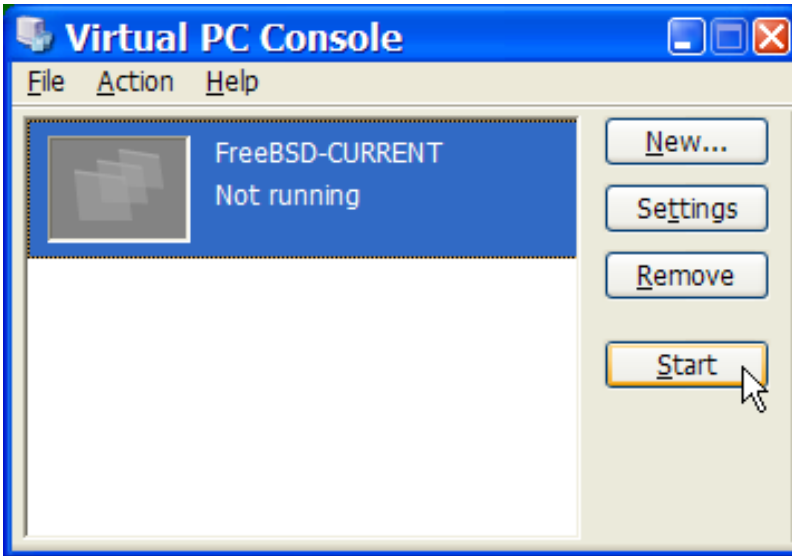 Virtual PC Console
File Action Help
FreeBSD-CURRENT
Not running
New...
Settings
Remove
Start